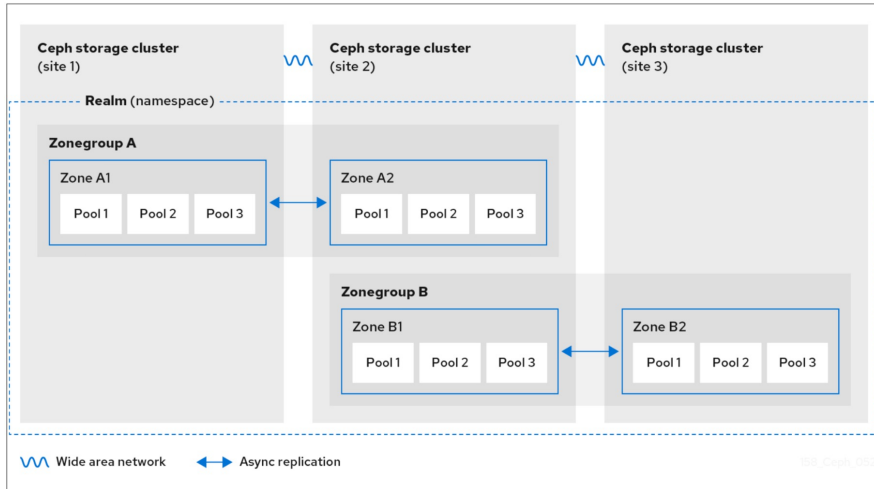 Ceph storage cluster
(site 1)
Ceph storage cluster
(site 2)
Ceph storage cluster
(site 3)
Realm (namespace)
Zonegroup A
Zone A1
Pool 1 Pool 2 Pool 3
Zone A2
Pool 1 Pool 2 Pool 3
Zonegroup B
Zone B1
Pool 1 Pool 2 Pool 3
Zone B2
Pool 1 Pool 2 Pool 3
Wide area network
Async replication